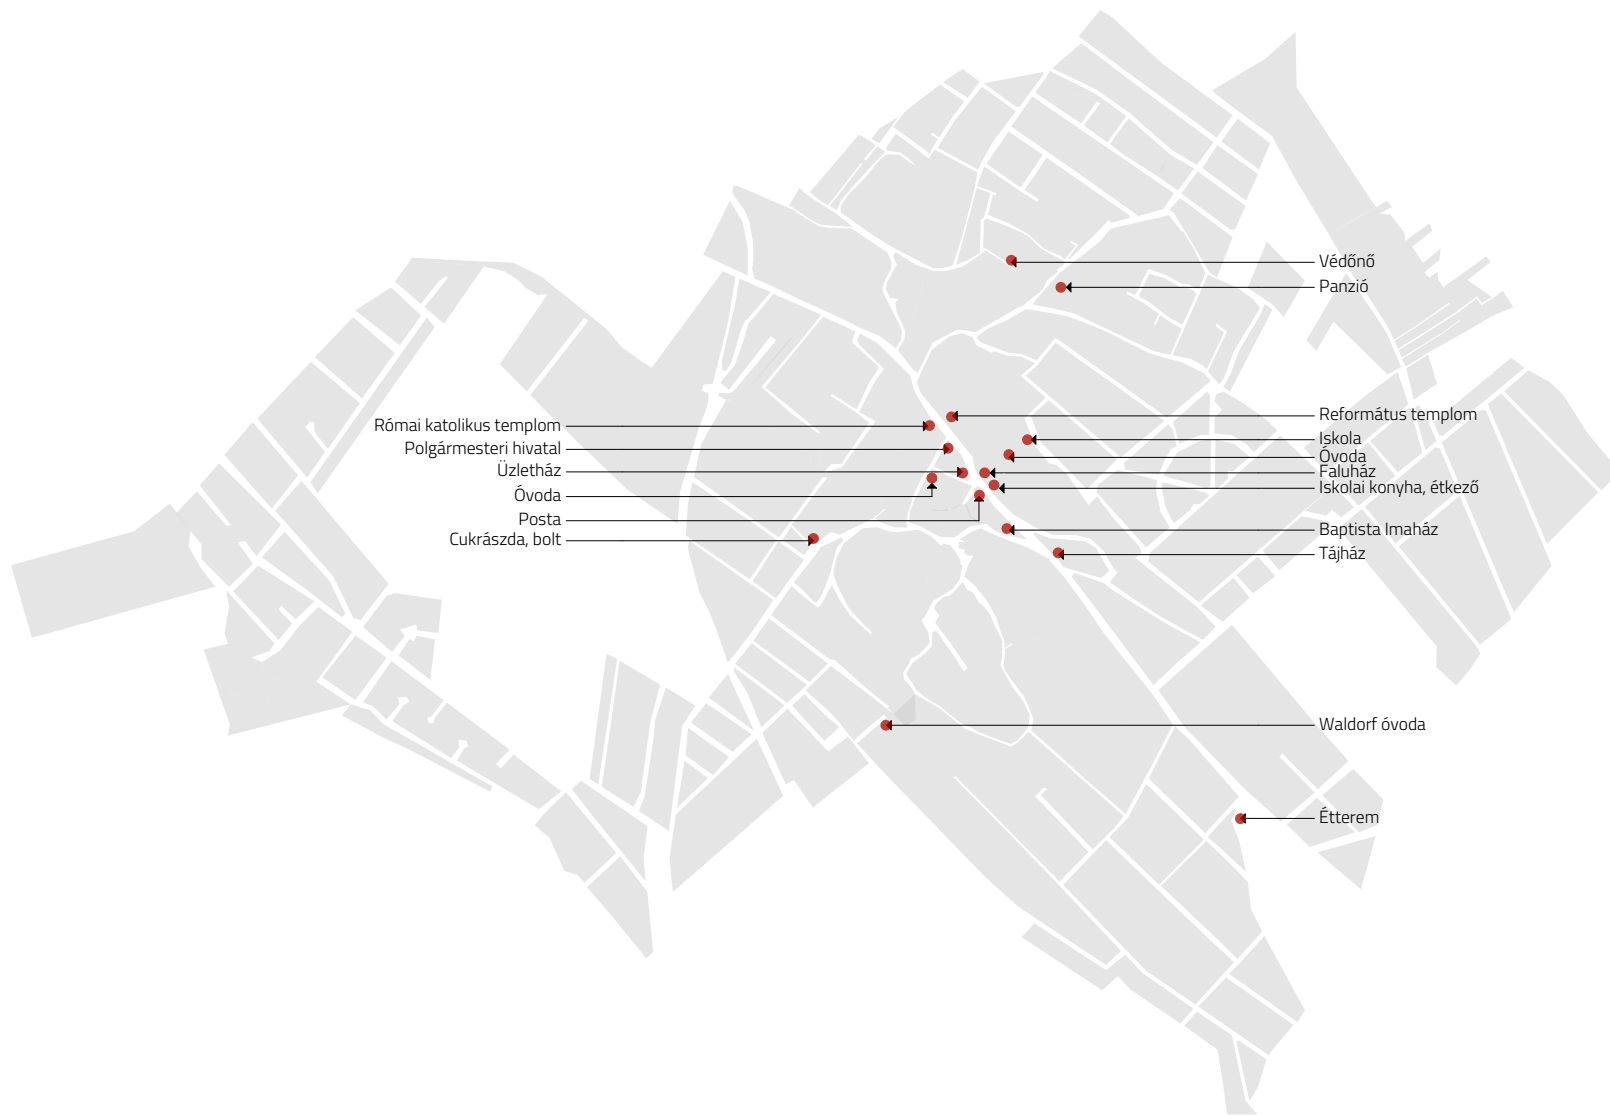 Védőnő
Panzió
Római katolikus templom
Polgármesteri hivatal
Üzletház
Óvoda
Posta
Cukrászda, bolt
Református templom
Iskola
Óvoda
Faluház
Iskolai konyha, étkező
Baptista Imaház
Tájház
Waldorf óvoda
Étterem